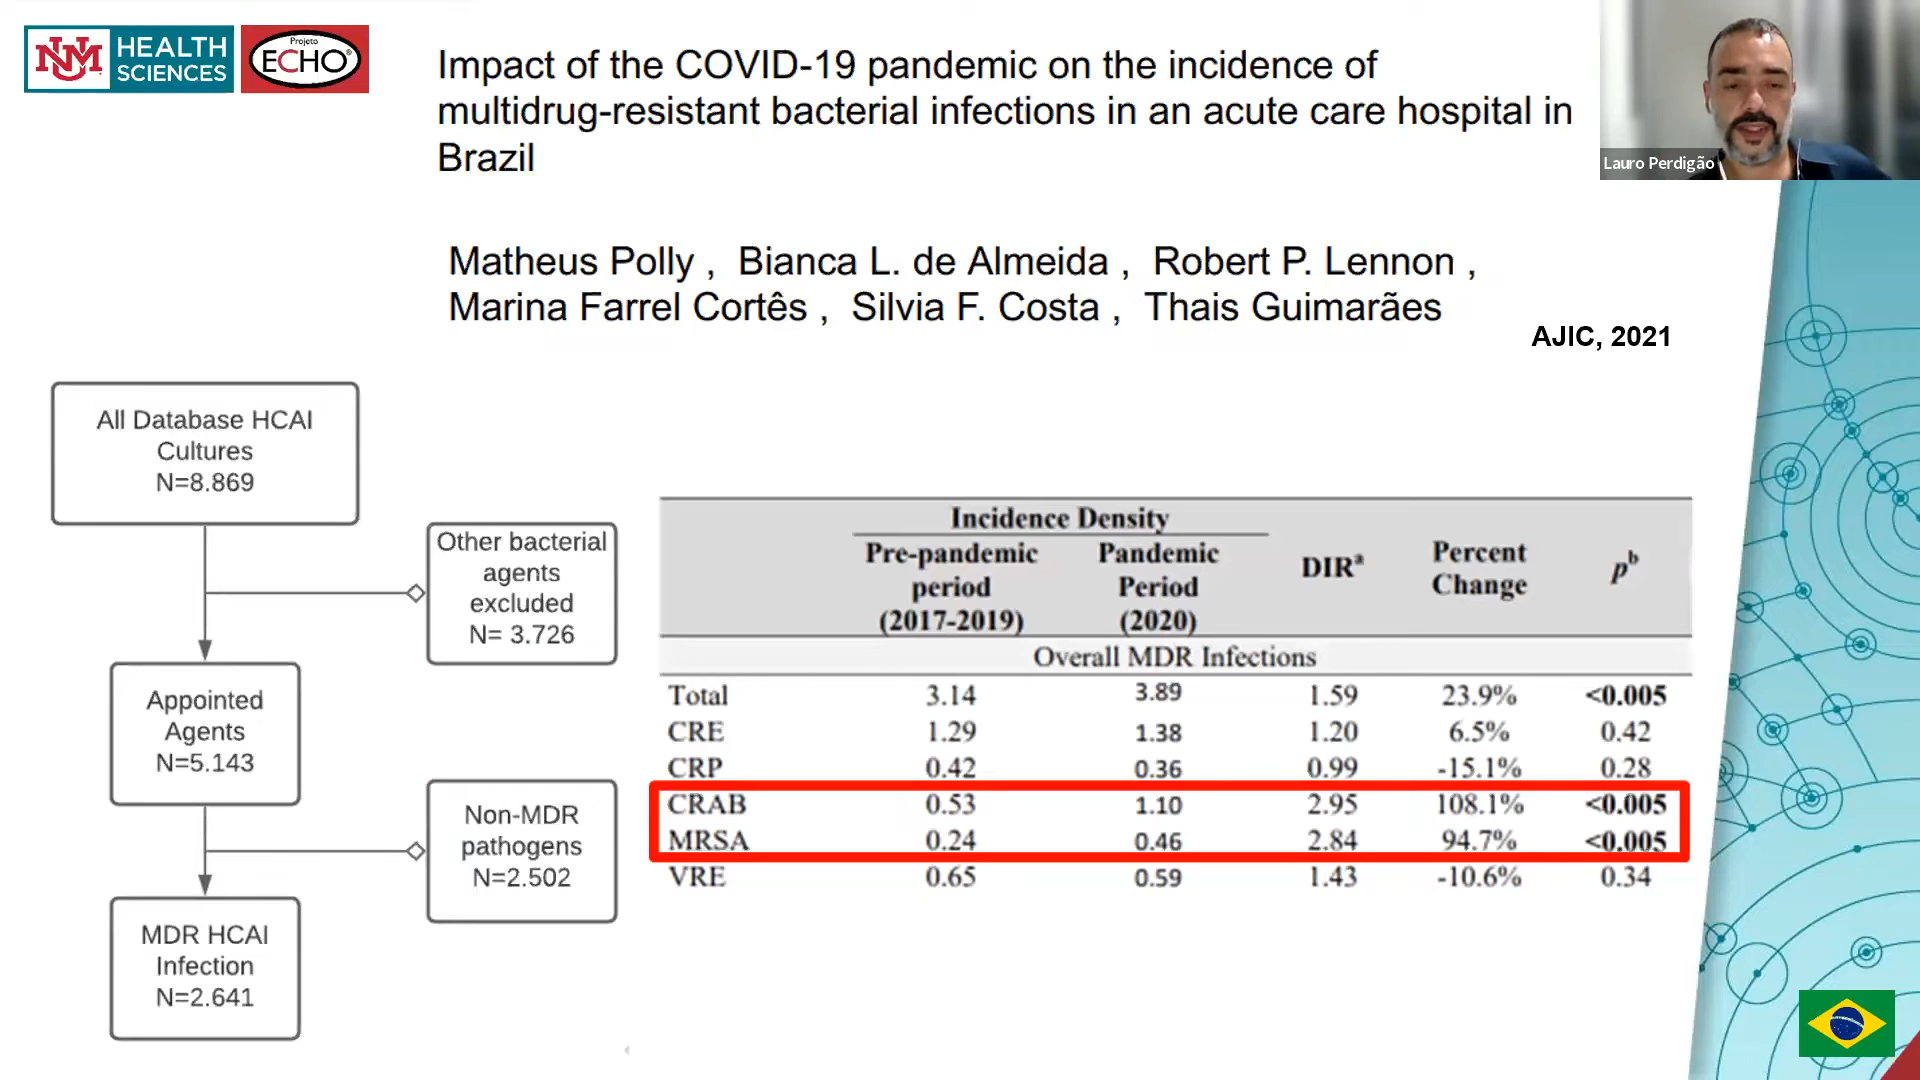 UNM HEALTH
SCIENCES
Projeto
ECHO®
Impact of the COVID-19 pandemic on the incidence of
multidrug-resistant bacterial infections in an acute care hospital in
Brazil
Lauro Perdigão
Matheus Polly , Bianca L. de Almeida , Robert P. Lennon ,
Marina Farrel Cortês , Silvia F. Costa , Thais Guimarães
AJIC, 2021
All Database HCAI
Cultures
N=8.869
Other bacterial
agents
excluded
N= 3.726
Appointed
Agents
N=5.143
Non-MDR
pathogens
N=2.502
MDR HCAI
Infection
N=2.641
Incidence Density
Pre-pandemic period (2017-2019) Pandemic Period (2020) DIRª Percent Change pᵇ
Overall MDR Infections
Total 3.14 3.89 1.59 23.9% <0.005
CRE 1.29 1.38 1.20 6.5% 0.42
CRP 0.42 0.36 0.99 -15.1% 0.28
CRAB 0.53 1.10 2.95 108.1% <0.005
MRSA 0.24 0.46 2.84 94.7% <0.005
VRE 0.65 0.59 1.43 -10.6% 0.34